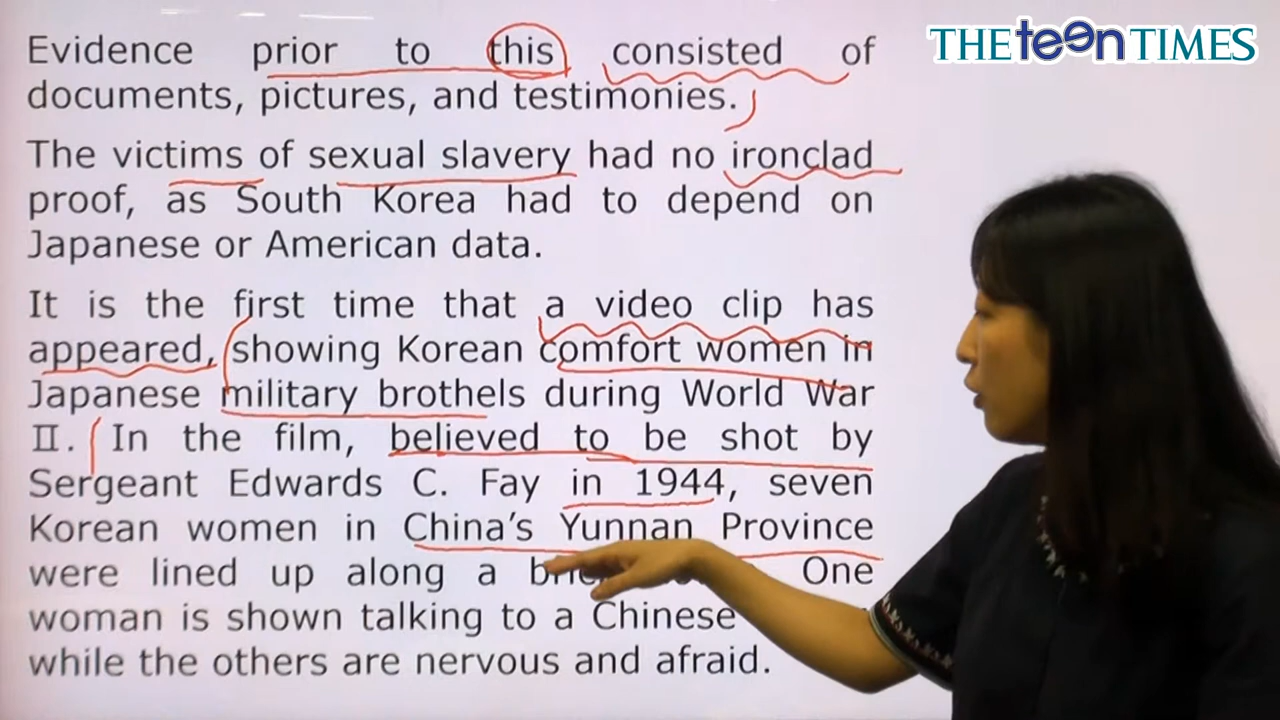 THE teen TIMES
Evidence prior to this consisted of
documents, pictures, and testimonies.
The victims of sexual slavery had no ironclad
proof, as South Korea had to depend on
Japanese or American data.
It is the first time that a video clip has
appeared, showing Korean comfort women in
Japanese military brothels during World War
Ⅱ. In the film, believed to be shot by
Sergeant Edwards C. Fay in 1944, seven
Korean women in China's Yunnan Province
were lined up along a One
woman is shown talking to a Chinese
while the others are nervous and afraid.